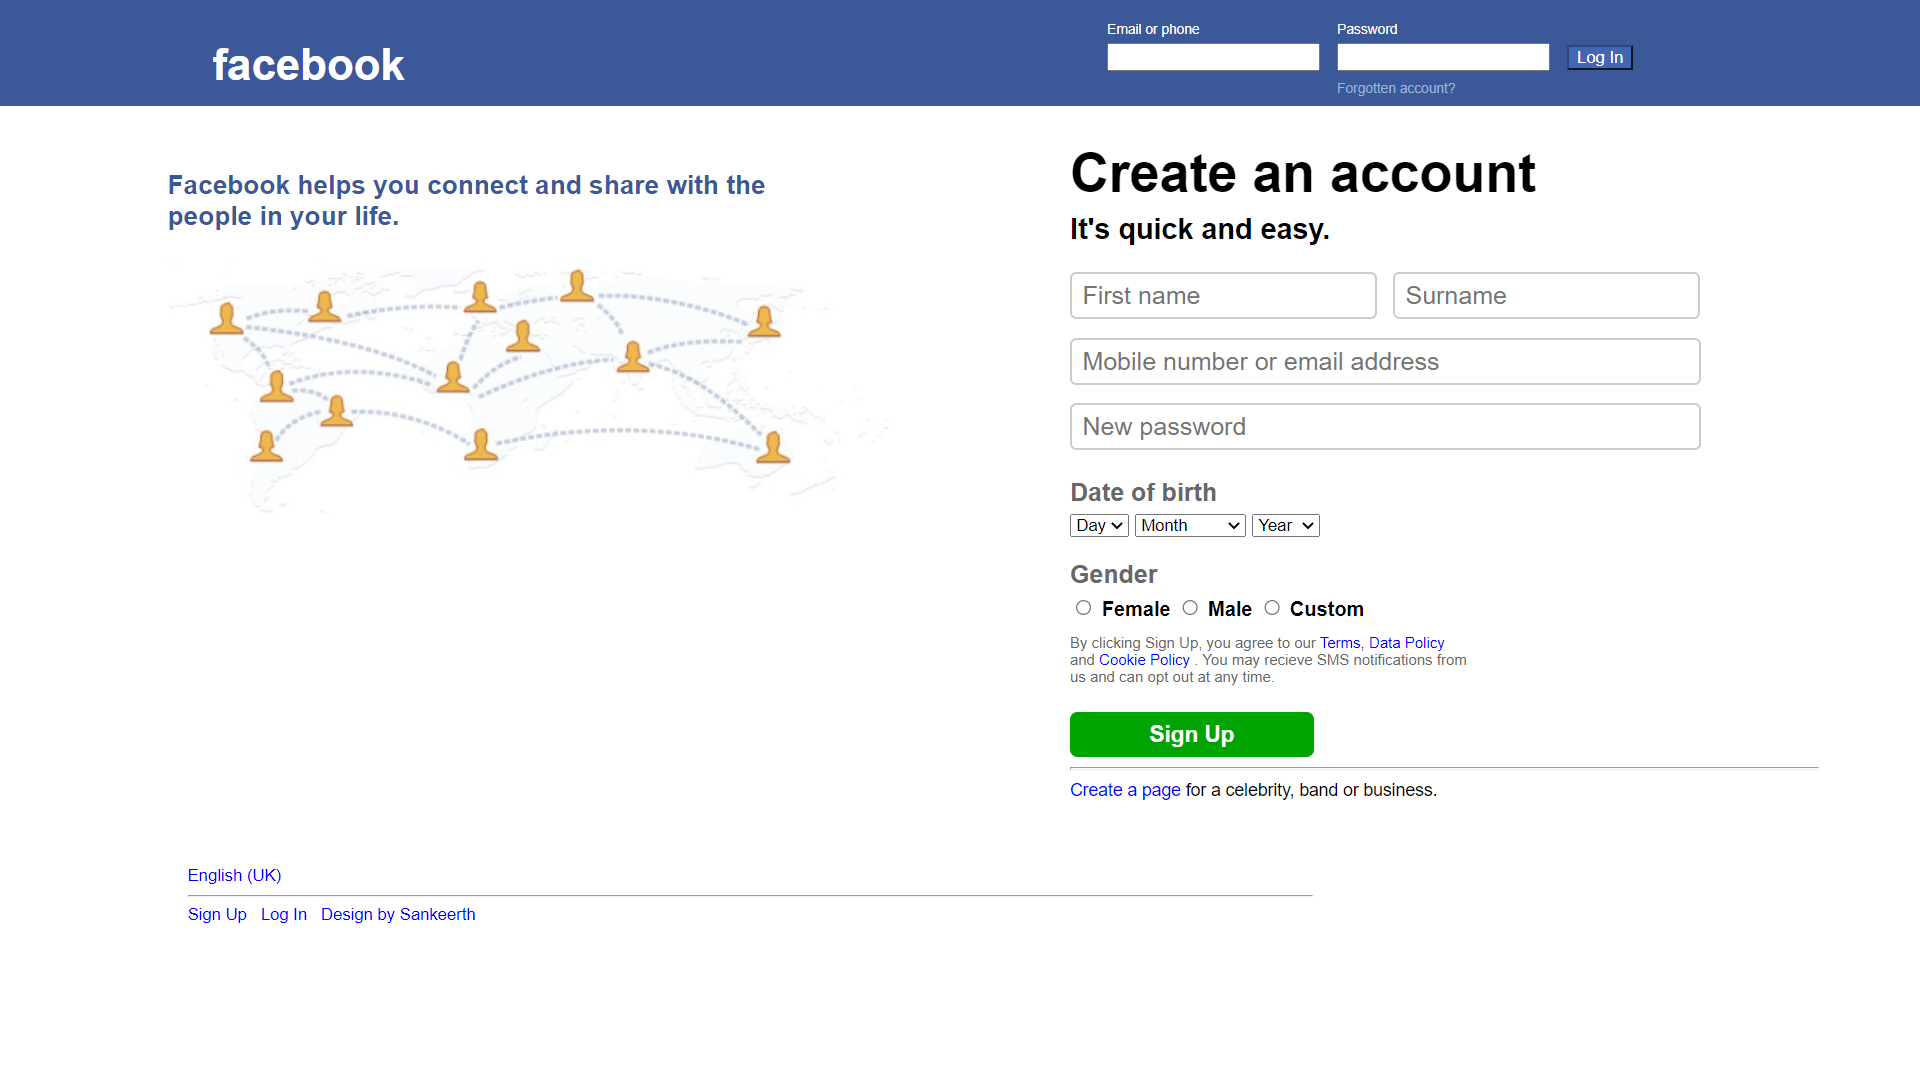 facebook
Email or phone
Password
Log In
Forgotten account?
Facebook helps you connect and share with the
people in your life.
Create an account
It's quick and easy.
First name
Surname
Mobile number or email address
New password
Date of birth
Day Month Year
Gender
Female Male Custom
By clicking Sign Up, you agree to our Terms, Data Policy
and Cookie Policy . You may recieve SMS notifications from
us and can opt out at any time.
Sign Up
Create a page for a celebrity, band or business.
English (UK)
Sign Up Log In Design by Sankeerth